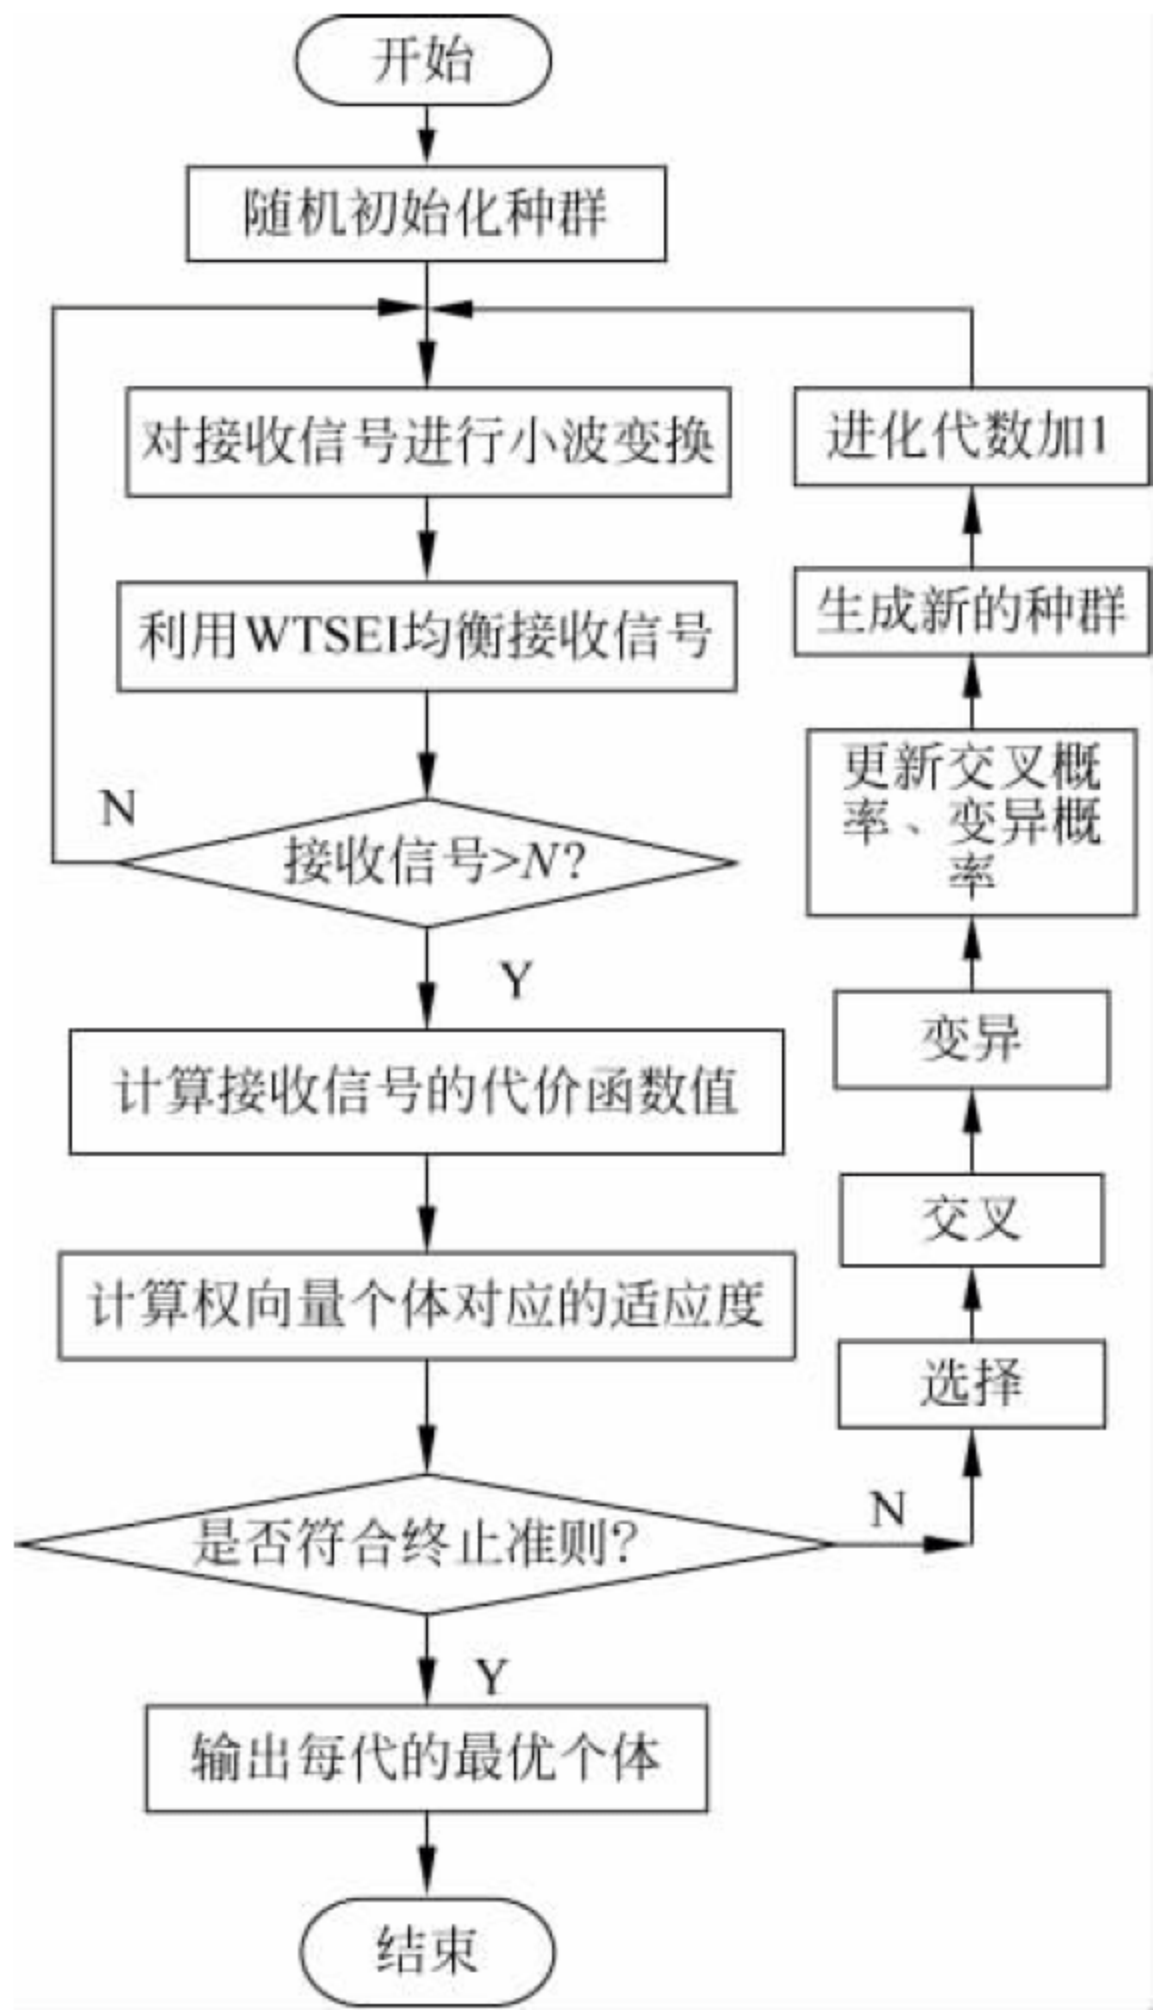 开始
随机初始化种群
对接收信号进行小波变换
利用WTSEI均衡接收信号
N
接收信号>N?
Y
计算接收信号的代价函数值
计算权向量个体对应的适应度
是否符合终止准则?
N
Y
输出每代的最优个体
结束
进化代数加1
生成新的种群
更新交叉概
率、变异概
率
变异
交叉
选择